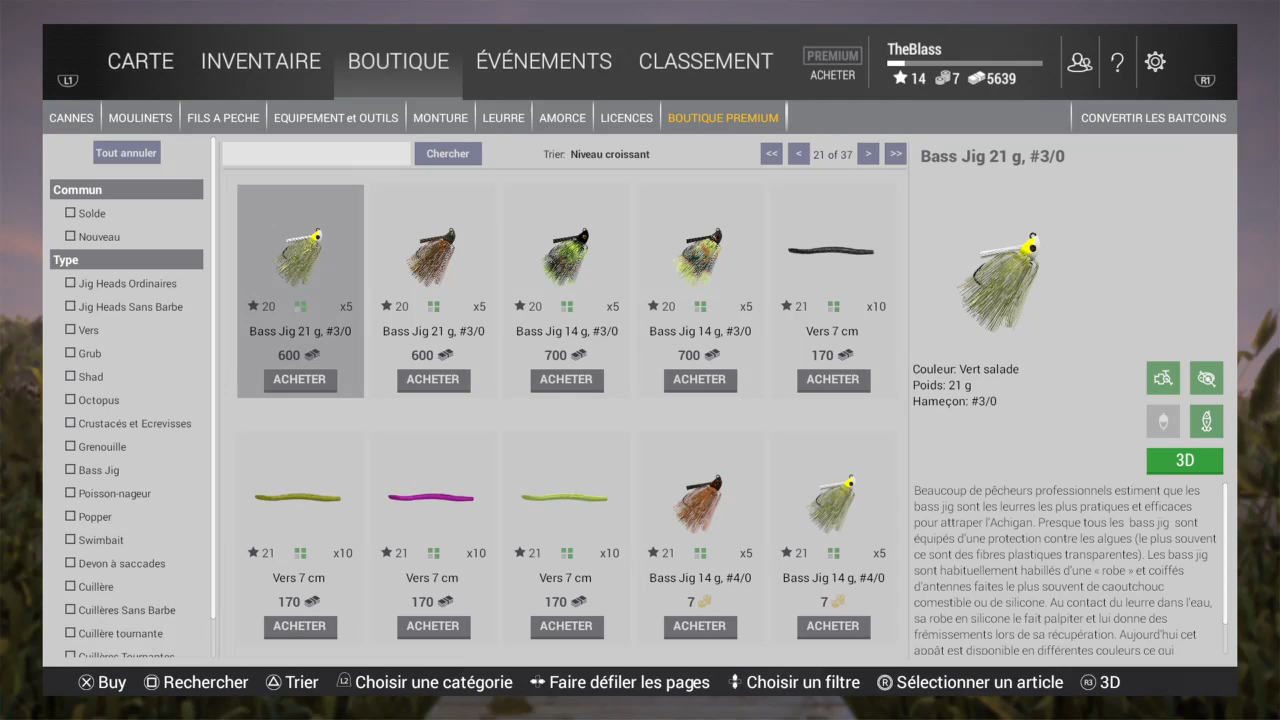 CARTE INVENTAIRE BOUTIQUE ÉVÉNEMENTS CLASSEMENT
PREMIUM
ACHETER
TheBlass
14 7 5639
L1
R1
CANNES MOULINETS FILS A PECHE EQUIPEMENT et OUTILS MONTURE LEURRE AMORCE LICENCES BOUTIQUE PREMIUM CONVERTIR LES BAITCOINS
Tout annuler
Commun
Solde
Nouveau
Type
Jig Heads Ordinaires
Jig Heads Sans Barbe
Vers
Grub
Shad
Octopus
Crustacés et Ecrevisses
Grenouille
Bass Jig
Poisson-nageur
Popper
Swimbait
Devon à saccades
Cuillère
Cuillères Sans Barbe
Cuillère tournante
Cuillères Tournantes
Chercher
Trier: Niveau croissant
<< < 21 of 37 > >>
20 x5 20 x5 20 x5 20 x5 21 x10
Bass Jig 21 g, #3/0 Bass Jig 21 g, #3/0 Bass Jig 14 g, #3/0 Bass Jig 14 g, #3/0 Vers 7 cm
600 600 700 700 170
ACHETER ACHETER ACHETER ACHETER ACHETER
21 x10 21 x10 21 x10 21 x5 21 x5
Vers 7 cm Vers 7 cm Vers 7 cm Bass Jig 14 g, #4/0 Bass Jig 14 g, #4/0
170 170 170 7 7
ACHETER ACHETER ACHETER ACHETER ACHETER
Bass Jig 21 g, #3/0
Couleur: Vert salade
Poids: 21 g
Hameçon: #3/0
3D
Beaucoup de pêcheurs professionnels estiment que les
bass jig sont les leurres les plus pratiques et efficaces
pour attraper l'Achigan. Presque tous les bass jig sont
équipés d'une protection contre les algues (le plus souvent
ce sont des fibres plastiques transparentes). Les bass jig
sont habituellement habillés d'une « robe » et coiffés
d'antennes faites le plus souvent de caoutchouc
comestible ou de silicone. Au contact du leurre dans l'eau,
sa robe en silicone le fait palpiter et lui donne des
frémissements lors de sa récupération. Aujourd'hui cet
appât est disponible en différentes couleurs ce qui
Buy Rechercher Trier L2 Choisir une catégorie Faire défiler les pages Choisir un filtre R Sélectionner un article R3 3D